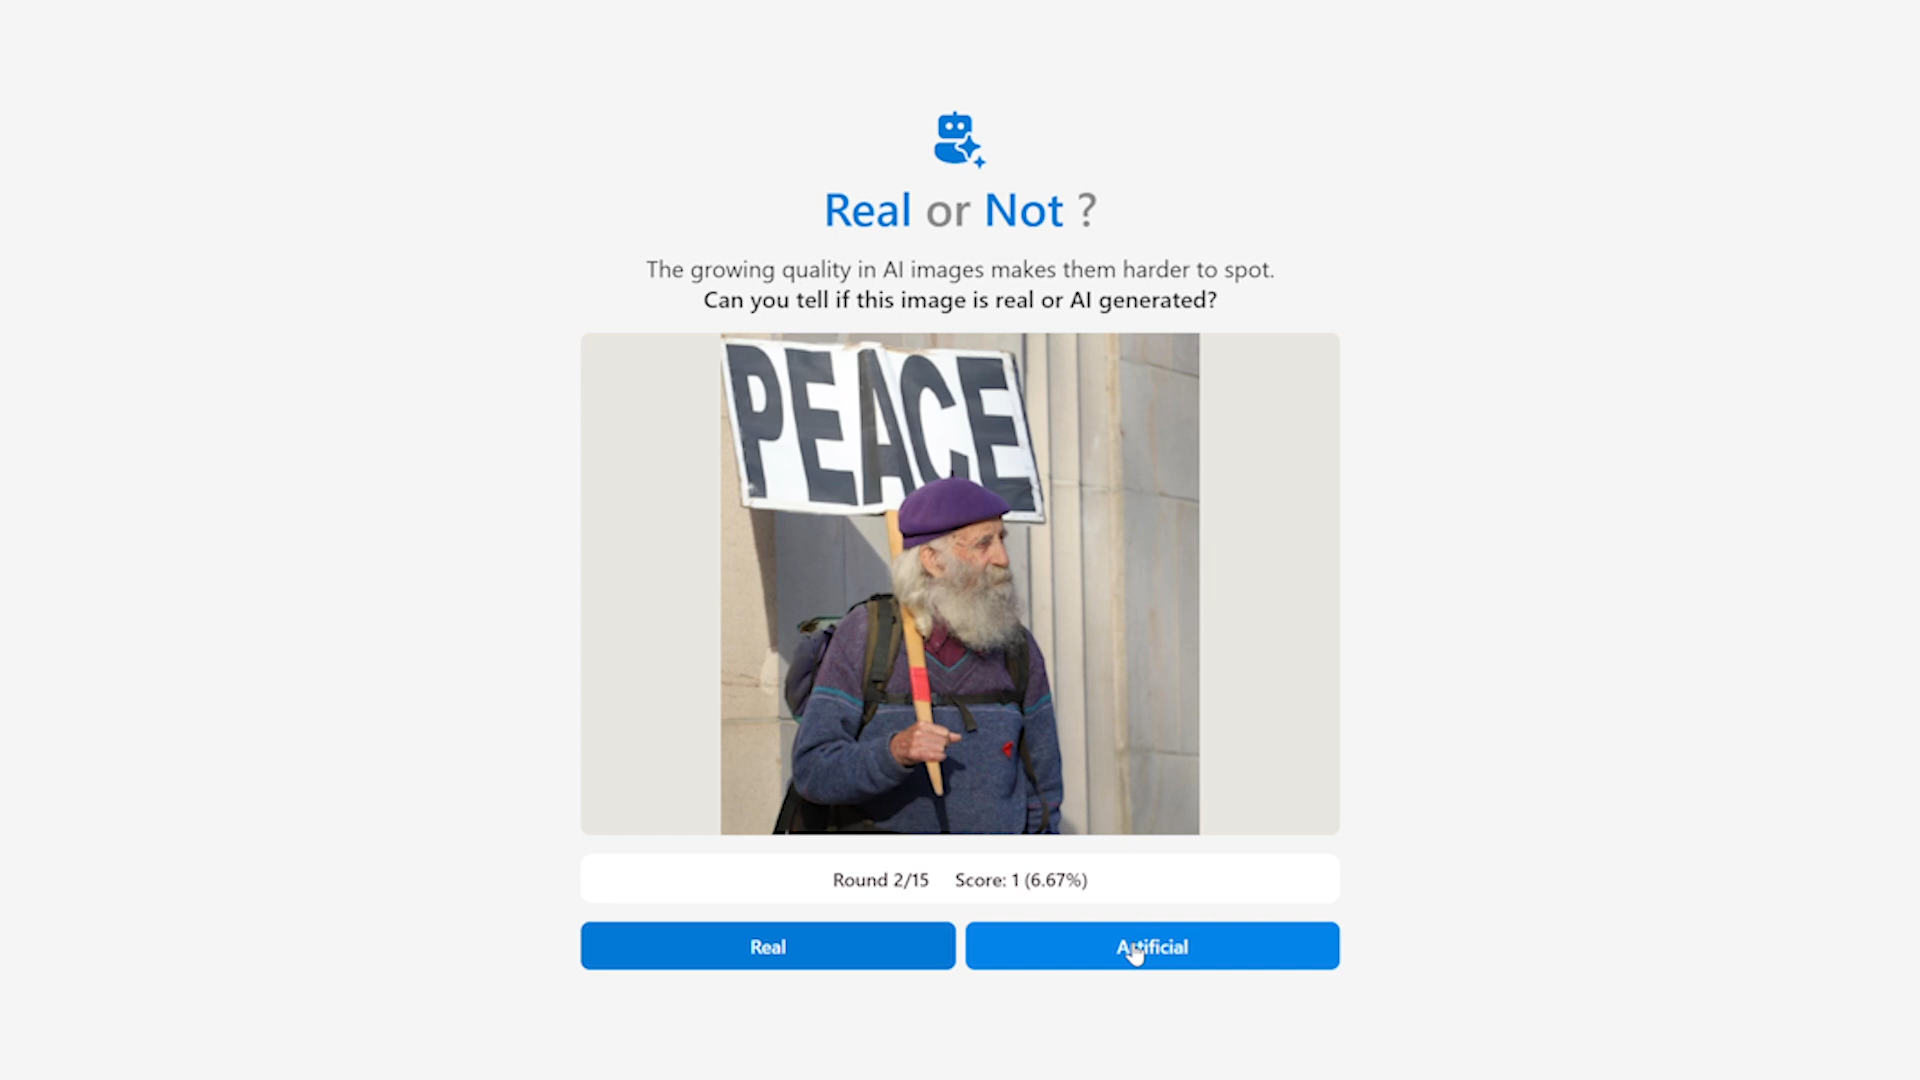 Real or Not ?
The growing quality in AI images makes them harder to spot.
Can you tell if this image is real or AI generated?
PEACE
Round 2/15 Score: 1 (6.67%)
Real Artificial